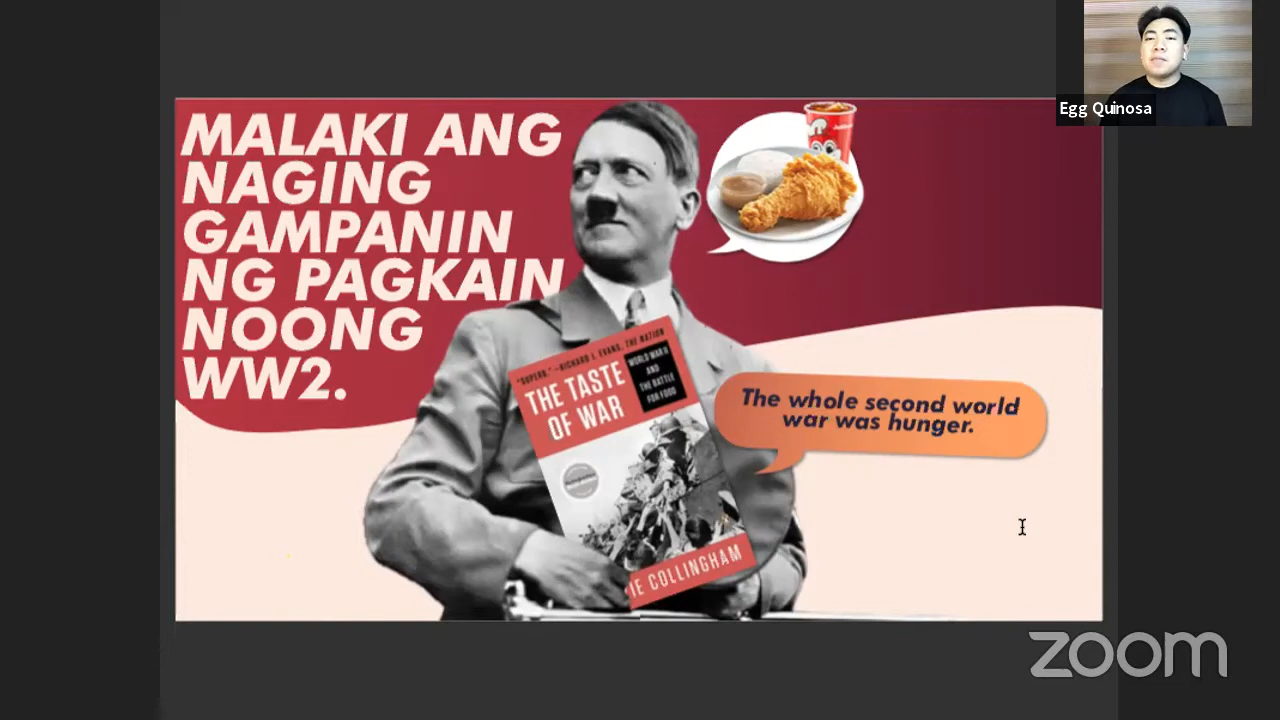 Egg Quinosa
MALAKI ANG
NAGING
GAMPANIN
NG PAGKAIN
NOONG
WW2.
"SUPERB." —RICHARD J. EVANS, THE NATION
THE TASTE
OF WAR
WORLD WAR II
AND
THE BATTLE
FOR FOOD
IE COLLINGHAM
The whole second world
war was hunger.
zoom